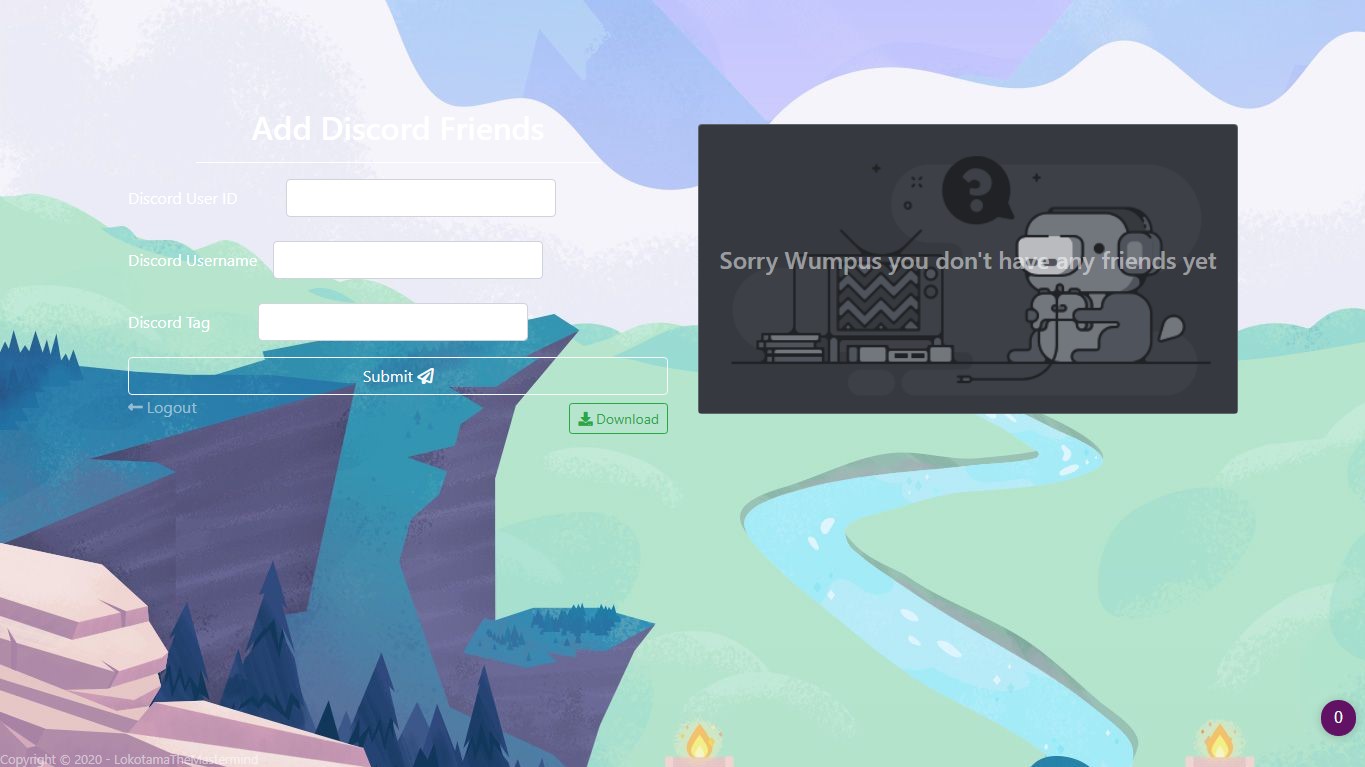 Add Discord Friends
Discord User ID
Discord Username
Discord Tag
Submit
Logout
Download
Sorry Wumpus you don't have any friends yet
?
0
Copyright © 2020 - LokotamaTheMastermind